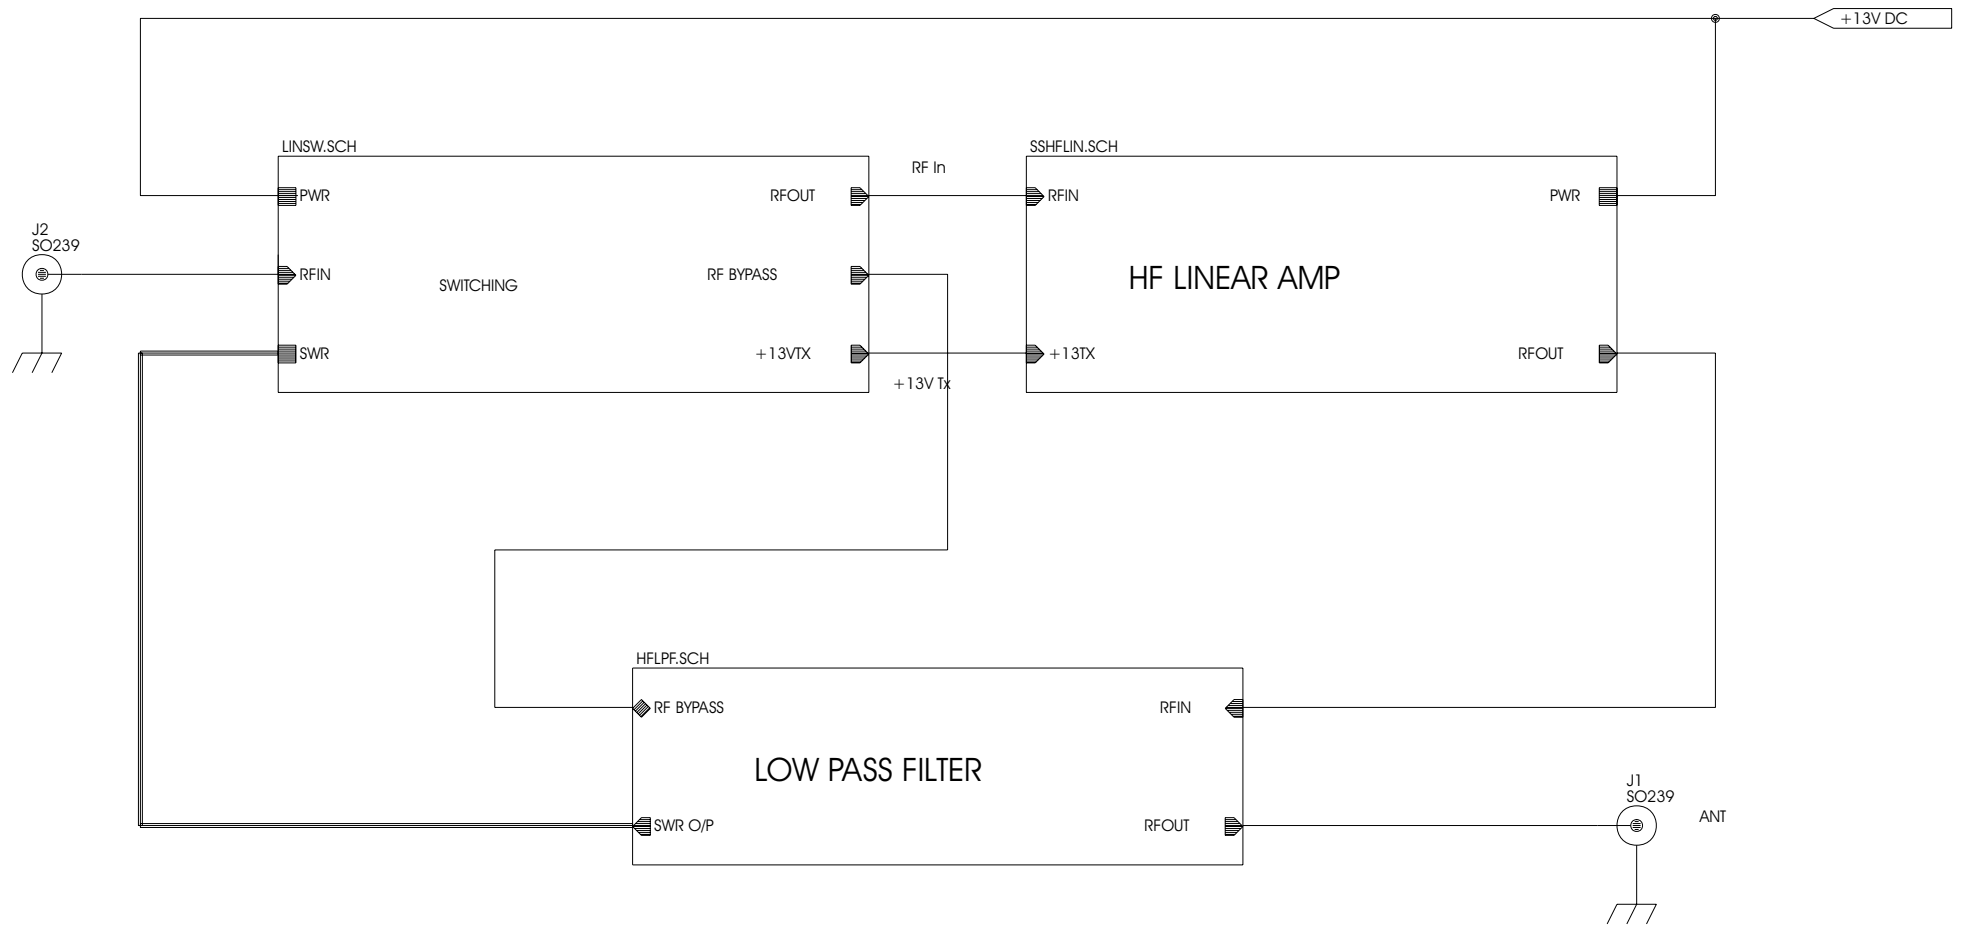 +13V DC
LINSW.SCH
SSHFLIN.SCH
RF In
PWR
RFOUT
RFIN
PWR
J2
SO239
RFIN
SWITCHING
RF BYPASS
HF LINEAR AMP
SWR
+13VTX
+13TX
RFOUT
+13V Tx
HFLPF.SCH
RF BYPASS
RFIN
LOW PASS FILTER
J1
SO239
ANT
SWR O/P
RFOUT